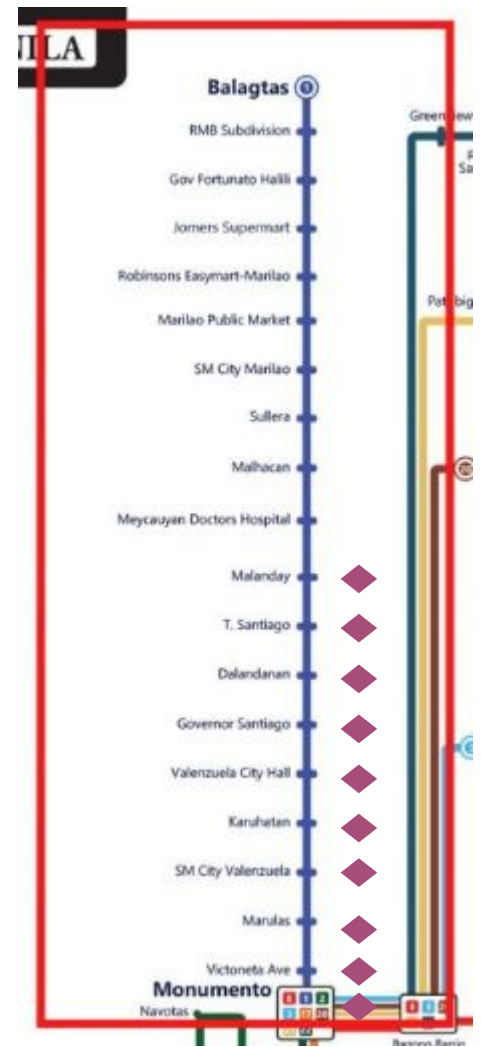 Balagtas
RMB Subdivision
Gov Fortunato Halili
Jomers Supermart
Robinsons Easymart-Marilao
Marilao Public Market
SM City Marilao
Sullera
Malhacan
Meycauyan Doctors Hospital
Malanday
T. Santiago
Dalandanan
Governor Santiago
Valenzuela City Hall
Karuhatan
SM City Valenzuela
Marulas
Victoneta Ave
Monumento
Navotas